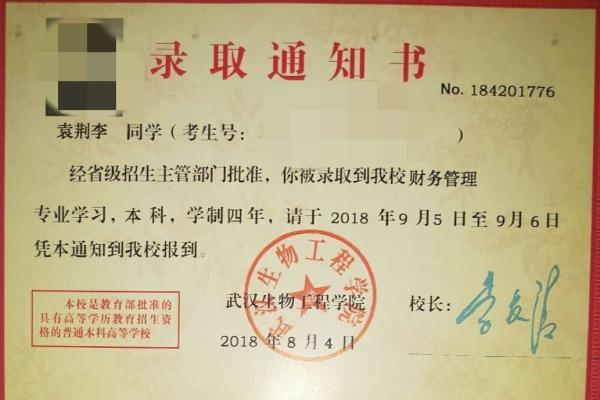 录取通知书
No. 184201776
袁荆李 同学（考生号：　　）
经省级招生主管部门批准，你被录取到我校财务管理
专业学习，本科，学制四年，请于 2018 年9月5日至9月6日
凭本通知到我校报到。
本校是教育部批准的
具有高等学历教育招生资
格的普通本科高等学校
武汉生物工程学院
武汉生物工程学院
校长：
2018 年 8 月 4 日